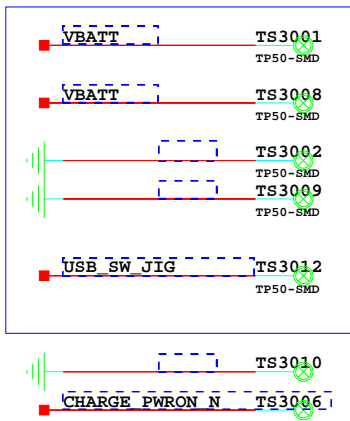 VBATT TS3001
TP50-SMD
VBATT TS3008
TP50-SMD
TS3002
TP50-SMD
TS3009
TP50-SMD
USB_SW_JIG TS3012
TP50-SMD
TS3010
CHARGE_PWRON_N TS3006